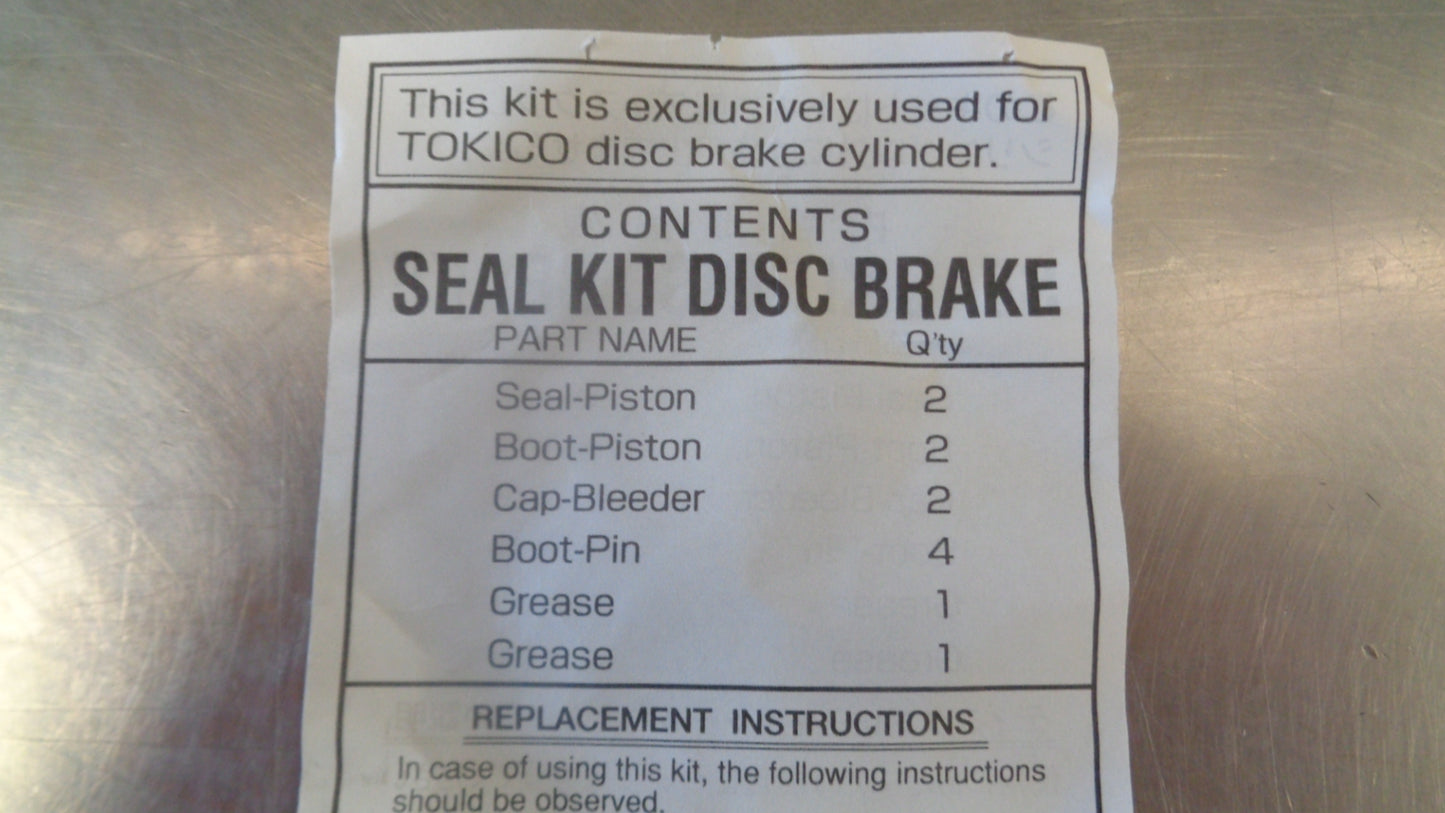 This kit is exclusively used for
TOKICO disc brake cylinder.
CONTENTS
SEAL KIT DISC BRAKE
PART NAME Q'ty
Seal-Piston 2
Boot-Piston 2
Cap-Bleeder 2
Boot-Pin 4
Grease 1
Grease 1
REPLACEMENT INSTRUCTIONS
In case of using this kit, the following instructions
should be observed.